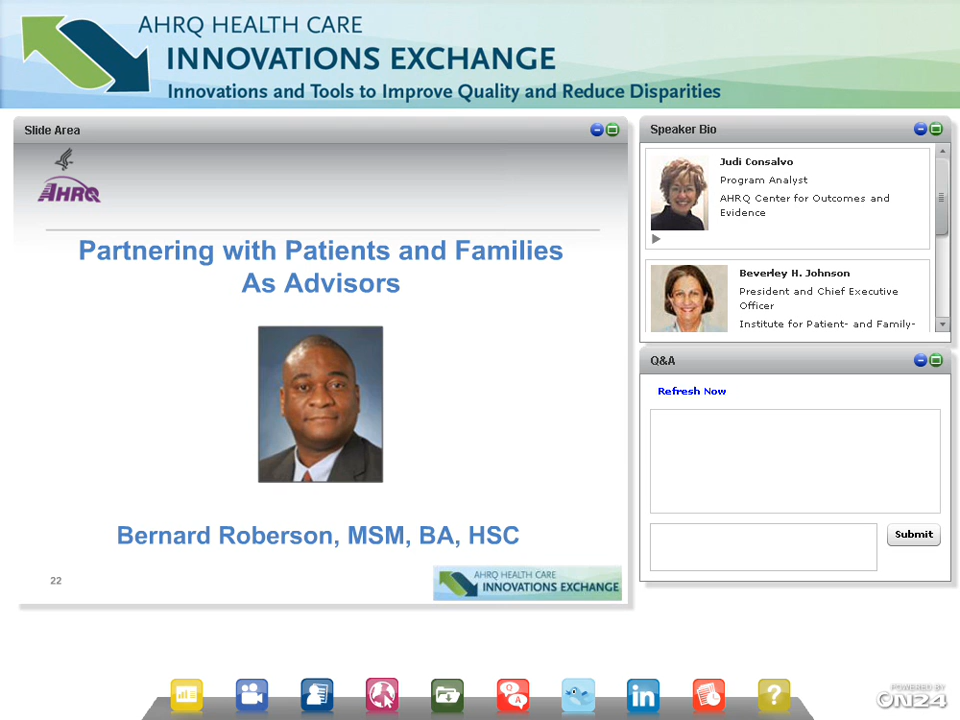 AHRQ HEALTH CARE
INNOVATIONS EXCHANGE
Innovations and Tools to Improve Quality and Reduce Disparities
Slide Area
AHRQ
Partnering with Patients and Families
As Advisors
Bernard Roberson, MSM, BA, HSC
22
AHRQ HEALTH CARE
INNOVATIONS EXCHANGE
Speaker Bio
Judi Consalvo
Program Analyst
AHRQ Center for Outcomes and
Evidence
Beverley H. Johnson
President and Chief Executive
Officer
Institute for Patient- and Family-
Q&A
Refresh Now
Submit
Q
A
in
?
POWERED BY
ON24